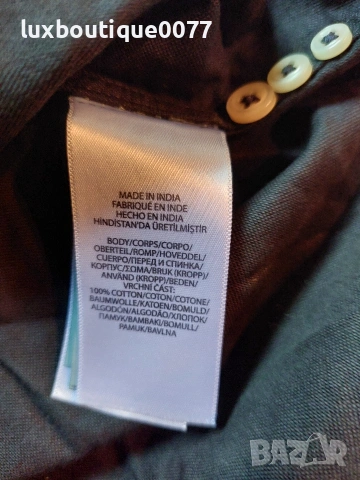 luxboutique0077
MADE IN INDIA
FABRIQUÉ EN INDE
HECHO EN INDIA
HİNDİSTAN'DA ÜRETİLMİŞTİR
BODY/CORPS/CORPO/
OBERTEIL/ROMP/HOVEDDEL/
CUERPO/ПЕРЕД И СПИНКА/
КОРПУС/ΣΩΜΑ/BRUK (KROPP)/
ANVÄND (KROPP)/BEDEN/
VRCHNÍ ČÁST:
100% COTTON/COTON/COTONE/
BAUMWOLLE/KATOEN/BOMULD/
ALGODÓN/ALGODÃO/ХЛОПОК/
ПАМУК/ΒΑΜΒΑΚΙ/BOMULL/
PAMUK/BAVLNA
BAZAR